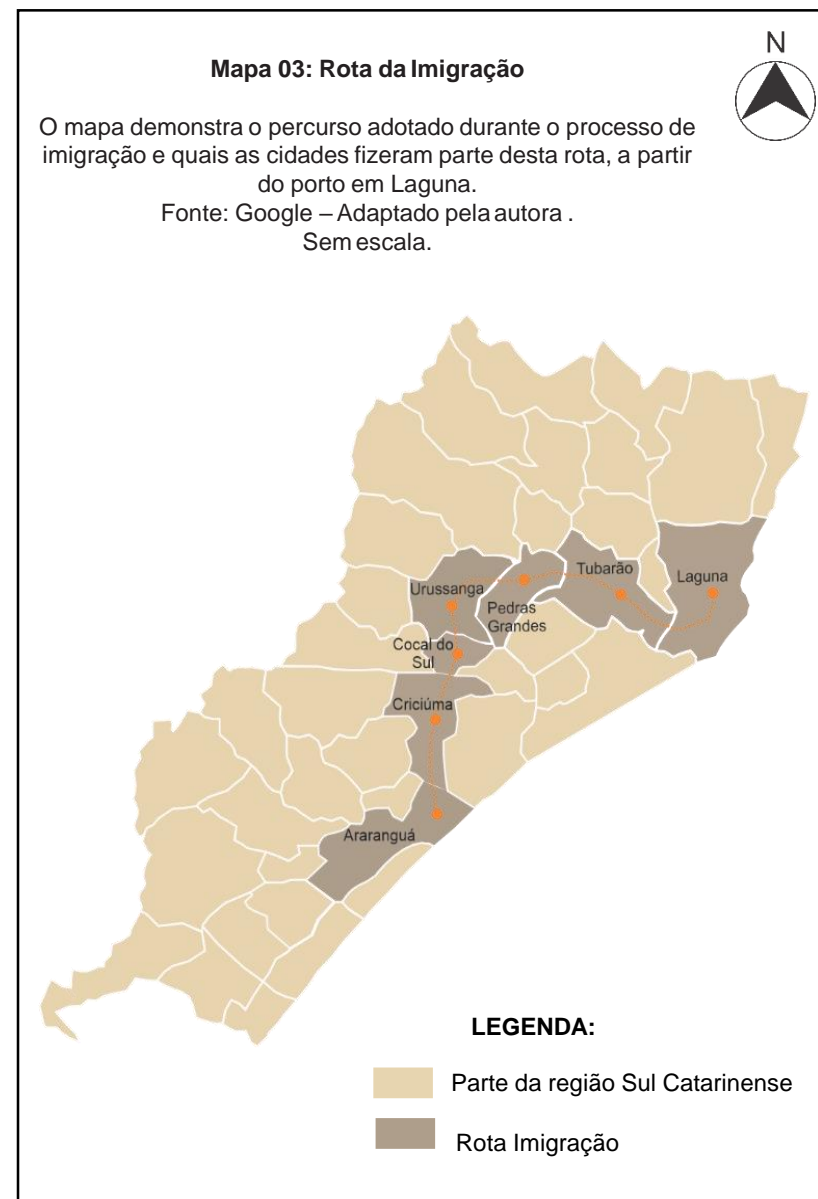 N
Mapa 03: Rota da Imigração
O mapa demonstra o percurso adotado durante o processo de
imigração e quais as cidades fizeram parte desta rota, a partir
do porto em Laguna.
Fonte: Google – Adaptado pela autora .
Sem escala.
Tubarão
Laguna
Urussanga
Pedras
Grandes
Cocal do
Sul
Criciúma
Araranguá
LEGENDA:
Parte da região Sul Catarinense
Rota Imigração